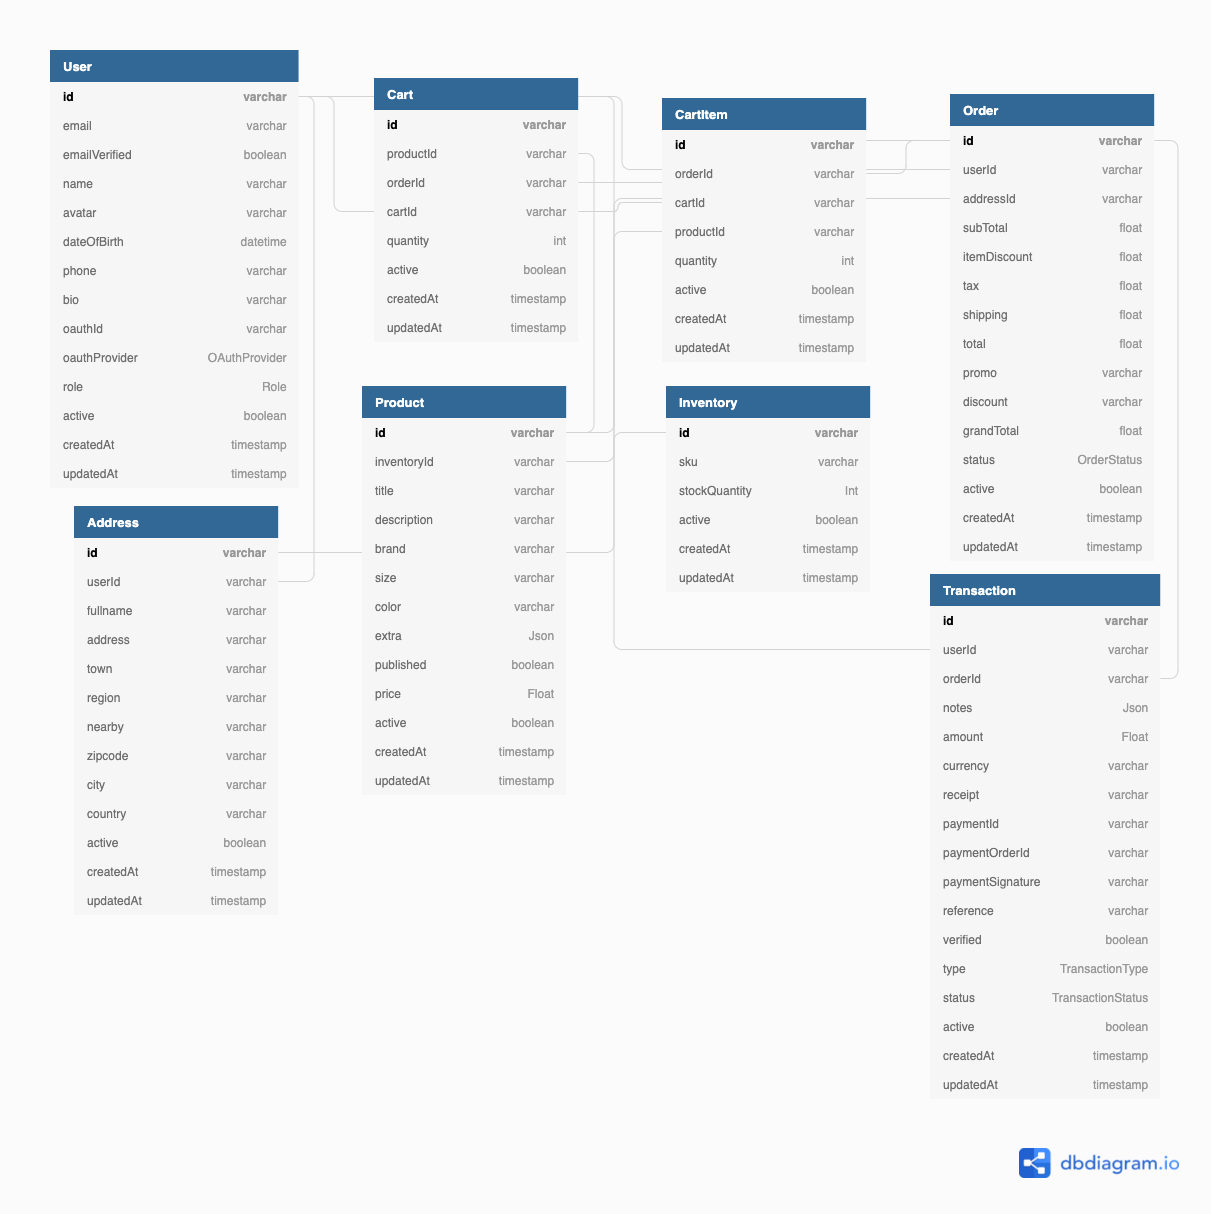 User
id varchar
email varchar
emailVerified boolean
name varchar
avatar varchar
dateOfBirth datetime
phone varchar
bio varchar
oauthId varchar
oauthProvider OAuthProvider
role Role
active boolean
createdAt timestamp
updatedAt timestamp
Cart
id varchar
productId varchar
orderId varchar
cartId varchar
quantity int
active boolean
createdAt timestamp
updatedAt timestamp
CartItem
id varchar
orderId varchar
cartId varchar
productId varchar
quantity int
active boolean
createdAt timestamp
updatedAt timestamp
Order
id varchar
userId varchar
addressId varchar
subTotal float
itemDiscount float
tax float
shipping float
total float
promo varchar
discount varchar
grandTotal float
status OrderStatus
active boolean
createdAt timestamp
updatedAt timestamp
Product
id varchar
inventoryId varchar
title varchar
description varchar
brand varchar
size varchar
color varchar
extra Json
published boolean
price Float
active boolean
createdAt timestamp
updatedAt timestamp
Inventory
id varchar
sku varchar
stockQuantity Int
active boolean
createdAt timestamp
updatedAt timestamp
Address
id varchar
userId varchar
fullname varchar
address varchar
town varchar
region varchar
nearby varchar
zipcode varchar
city varchar
country varchar
active boolean
createdAt timestamp
updatedAt timestamp
Transaction
id varchar
userId varchar
orderId varchar
notes Json
amount Float
currency varchar
receipt varchar
paymentId varchar
paymentOrderId varchar
paymentSignature varchar
reference varchar
verified boolean
type TransactionType
status TransactionStatus
active boolean
createdAt timestamp
updatedAt timestamp
dbdiagram.io